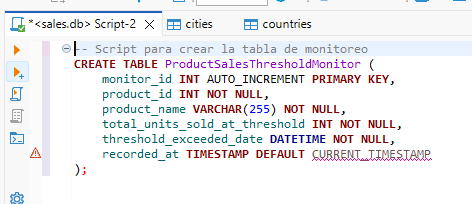 *<sales.db> Script-2
cities
countries
-- Script para crear la tabla de monitoreo
CREATE TABLE ProductSalesThresholdMonitor (
monitor_id INT AUTO_INCREMENT PRIMARY KEY,
product_id INT NOT NULL,
product_name VARCHAR(255) NOT NULL,
total_units_sold_at_threshold INT NOT NULL,
threshold_exceeded_date DATETIME NOT NULL,
recorded_at TIMESTAMP DEFAULT CURRENT_TIMESTAMP
);